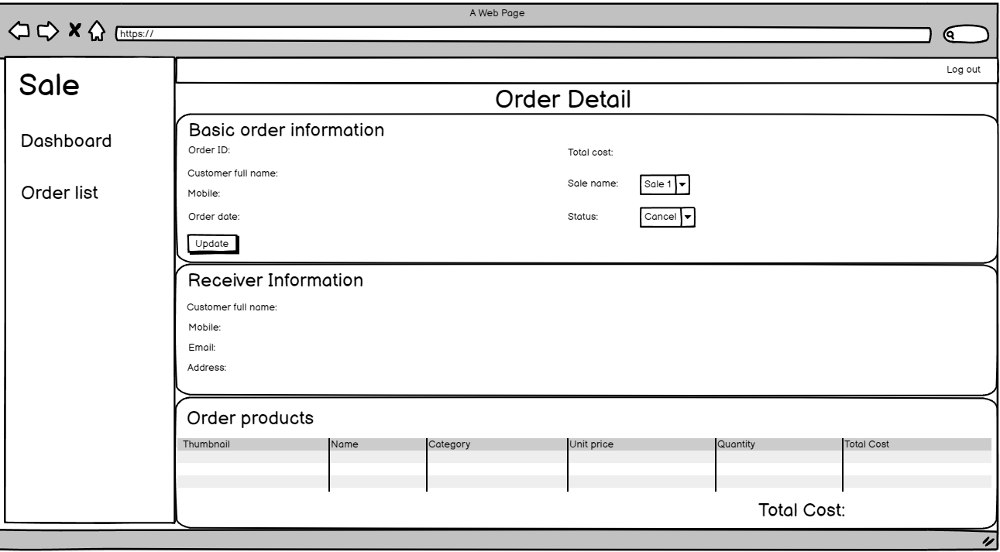 A Web Page
https://
Log out
Sale
Dashboard
Order list
Order Detail
Basic order information
Order ID:
Total cost:
Customer full name:
Sale name: Sale 1
Mobile:
Order date:
Status: Cancel
Update
Receiver Information
Customer full name:
Mobile:
Email:
Address:
Order products
Thumbnail Name Category Unit price Quantity Total Cost
Total Cost: